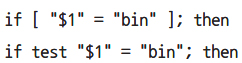 if [ "$1" = "bin" ]; then
if test "$1" = "bin"; then